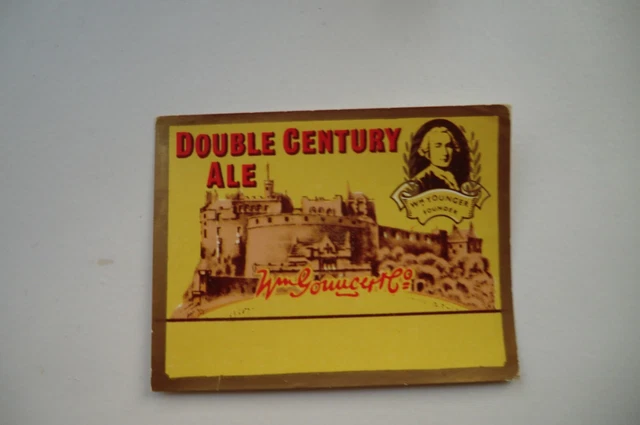 DOUBLE CENTURY
ALE
Wm YOUNGER
FOUNDER
Wm Younger & Co